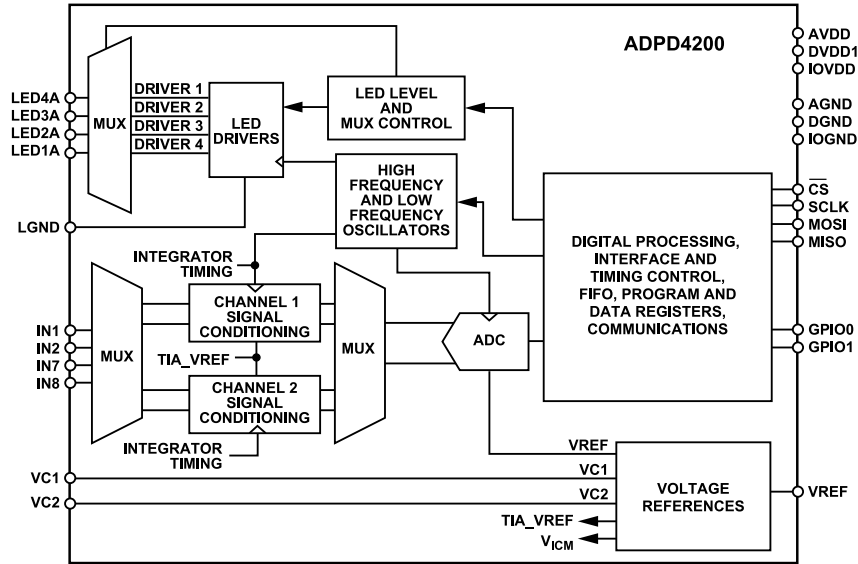 ADPD4200
AVDD
DVDD1
IOVDD
AGND
DGND
IOGND
CS
SCLK
MOSI
MISO
GPIO0
GPIO1
VREF
LED4A
LED3A
LED2A
LED1A
LGND
MUX
DRIVER 1
DRIVER 2
DRIVER 3
DRIVER 4
LED
DRIVERS
LED LEVEL
AND
MUX CONTROL
HIGH
FREQUENCY
AND LOW
FREQUENCY
OSCILLATORS
DIGITAL PROCESSING,
INTERFACE AND
TIMING CONTROL,
FIFO, PROGRAM AND
DATA REGISTERS,
COMMUNICATIONS
INTEGRATOR
TIMING
IN1
IN2
IN7
IN8
MUX
CHANNEL 1
SIGNAL
CONDITIONING
TIA_VREF
CHANNEL 2
SIGNAL
CONDITIONING
INTEGRATOR
TIMING
MUX
ADC
VC1
VC2
VREF
VC1
VC2
TIA_VREF
VICM
VOLTAGE
REFERENCES